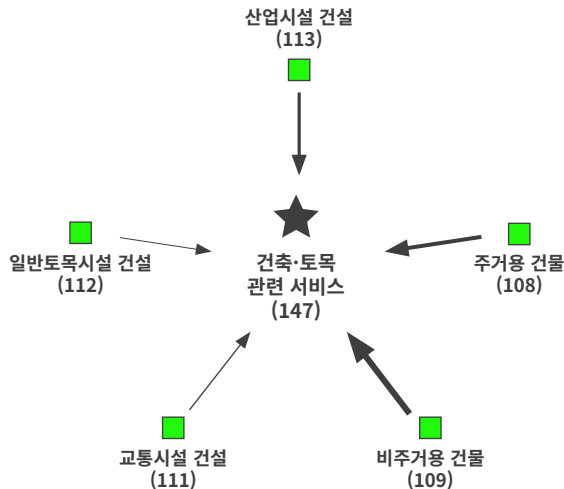 산업시설 건설
(113)
일반토목시설 건설
(112)
건축·토목
관련 서비스
(147)
주거용 건물
(108)
교통시설 건설
(111)
비주거용 건물
(109)